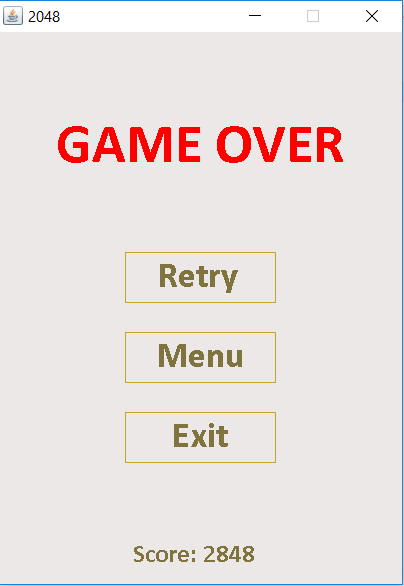 2048
GAME OVER
Retry
Menu
Exit
Score: 2848